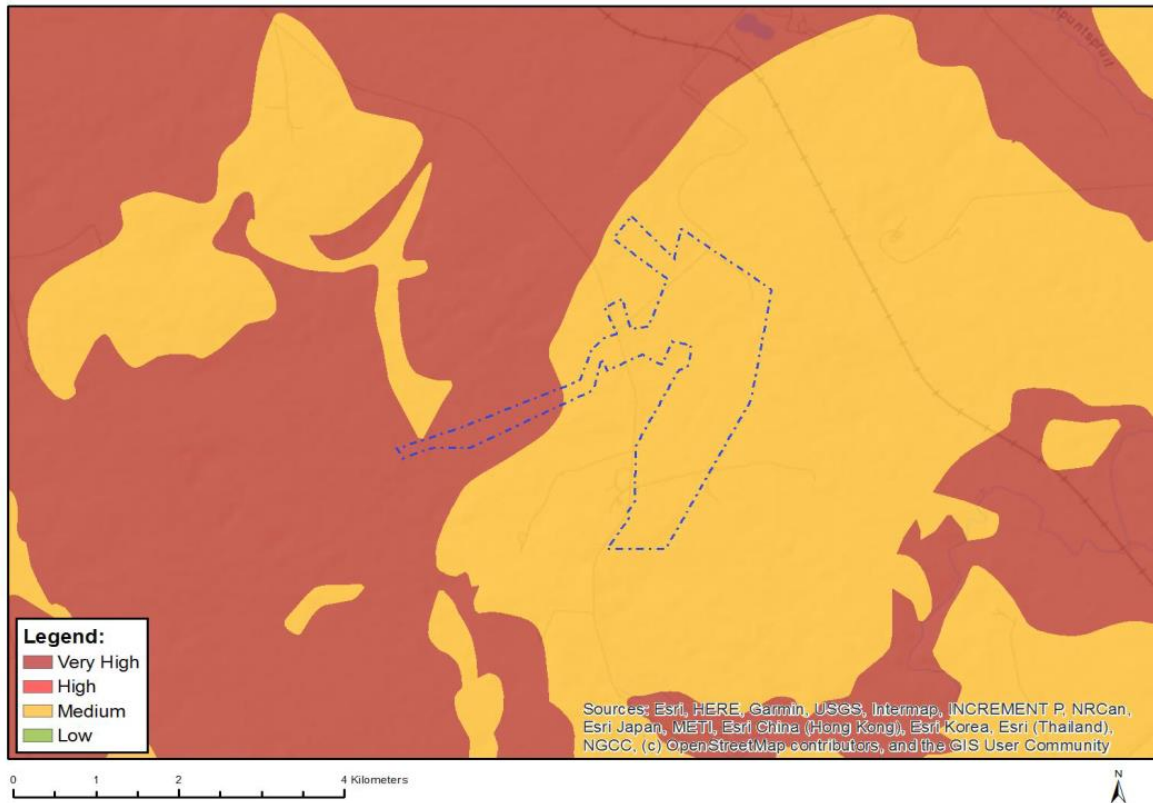 Legend:
Very High
High
Medium
Low
Sources: Esri, HERE, Garmin, USGS, Intermap, INCREMENT P, NRCan,
Esri Japan, METI, Esri China (Hong Kong), Esri Korea, Esri (Thailand),
NGCC, (c) OpenStreetMap contributors, and the GIS User Community
0 1 2 4 Kilometers
N